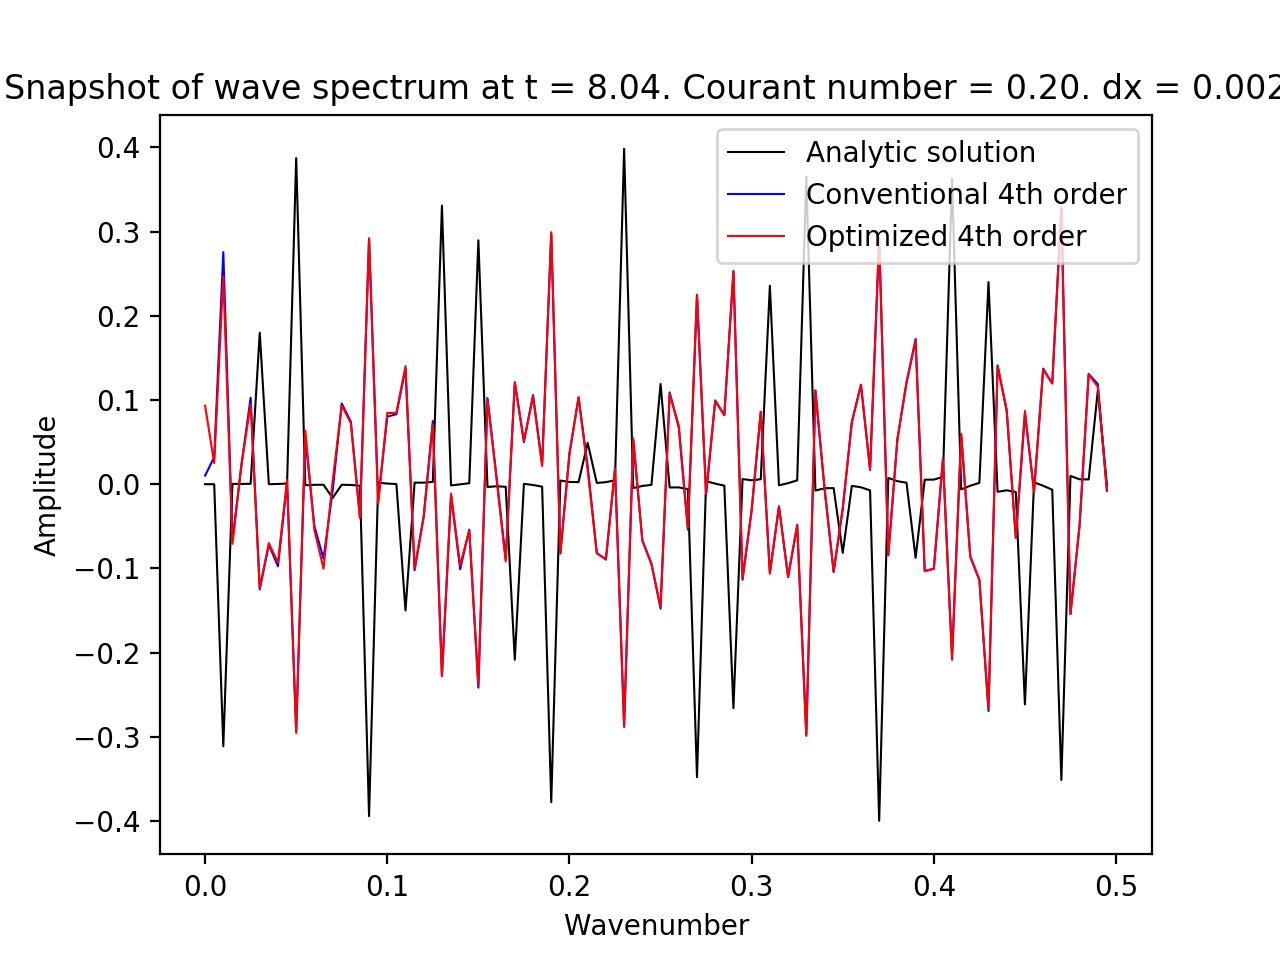 Snapshot of wave spectrum at t = 8.04. Courant number = 0.20. dx = 0.002
Analytic solution
Conventional 4th order
Optimized 4th order
Amplitude
0.4
0.3
0.2
0.1
0.0
−0.1
−0.2
−0.3
−0.4
0.0 0.1 0.2 0.3 0.4 0.5
Wavenumber